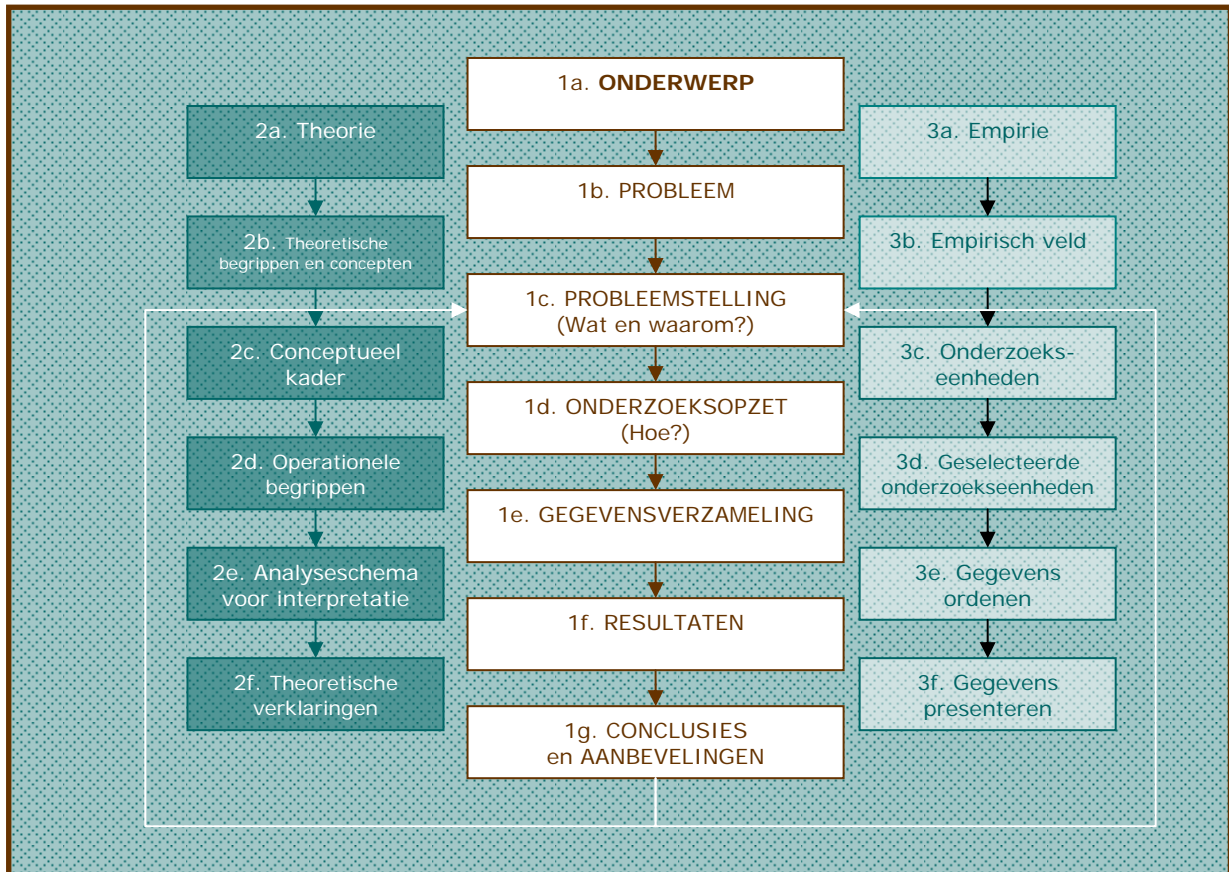 1a. ONDERWERP
1b. PROBLEEM
1c. PROBLEEMSTELLING
(Wat en waarom?)
1d. ONDERZOEKSOPZET
(Hoe?)
1e. GEGEVENSVERZAMELING
1f. RESULTATEN
1g. CONCLUSIES
en AANBEVELINGEN
2a. Theorie
2b. Theoretische
begrippen en concepten
2c. Conceptueel
kader
2d. Operationele
begrippen
2e. Analyseschema
voor interpretatie
2f. Theoretische
verklaringen
3a. Empirie
3b. Empirisch veld
3c. Onderzoeks-
eenheden
3d. Geselecteerde
onderzoekseenheden
3e. Gegevens
ordenen
3f. Gegevens
presenteren